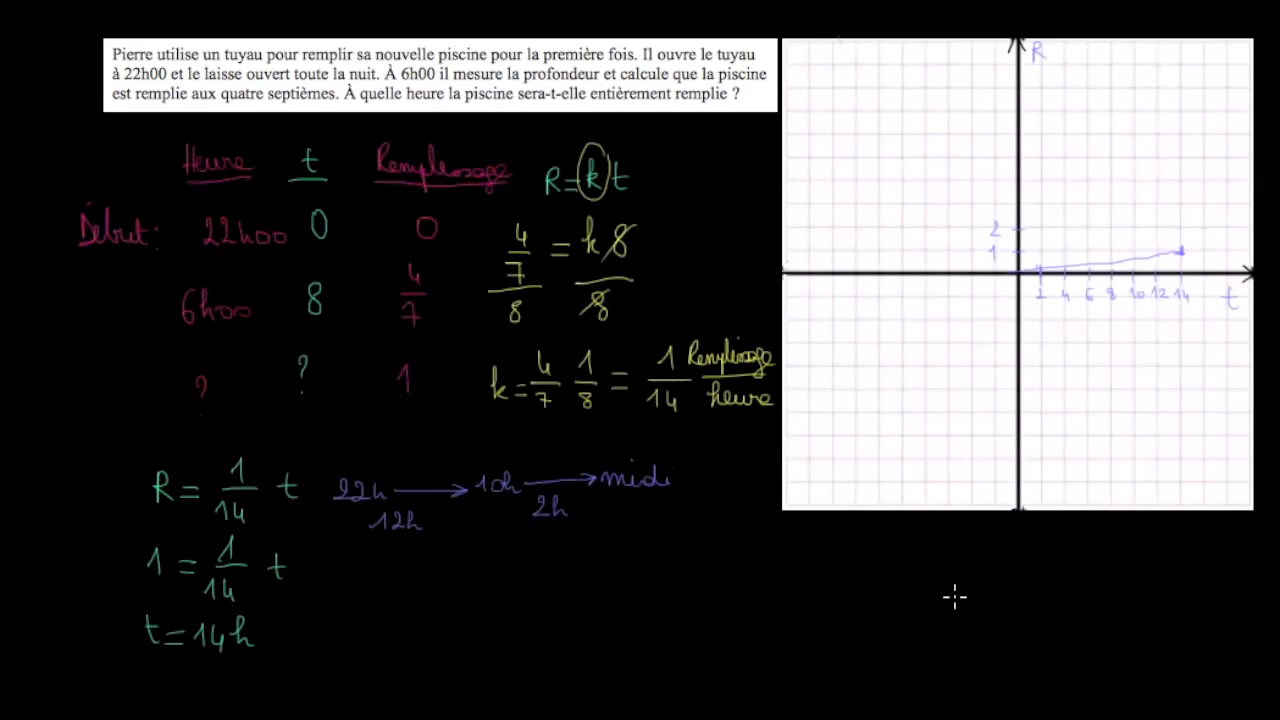 Pierre utilise un tuyau pour remplir sa nouvelle piscine pour la première fois. Il ouvre le tuyau
à 22h00 et le laisse ouvert toute la nuit. À 6h00 il mesure la profondeur et calcule que la piscine
est remplie aux quatre septièmes. À quelle heure la piscine sera-t-elle entièrement remplie ?
Heure t Remplissage
Début: 22h00 0 0
6h00 8 4/7
? ? 1
R=kt
4/7/8 = k8/8
k=4/7 1/8 = 1/14 Remplissage/heure
R= 1/14 t
1 = 1/14 t
t=14h
22h → 10h → midi
12h 2h
R
2
1
2 4 6 8 10 12 14 t